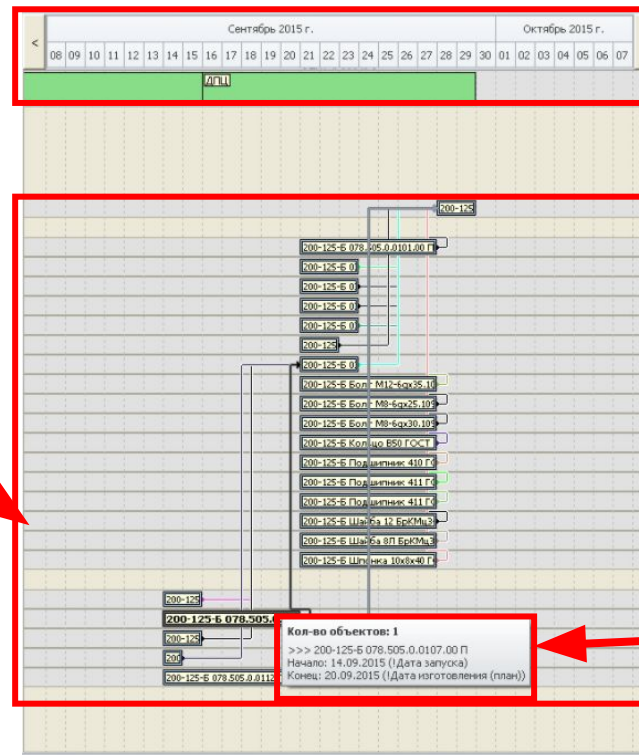 <
Сентябрь 2015 г.
Октябрь 2015 г.
08 09 10 11 12 13 14 15 16 17 18 19 20 21 22 23 24 25 26 27 28 29 30 01 02 03 04 05 06 07
ДПЦ
200-125
200-125-Б 078.505.0.0101.00 П
200-125-Б 0
200-125-Б 0
200-125-Б 0
200-125-Б 0
200-125
200-125-Б 0
200-125-Б Болт М12-6gх35.10
200-125-Б Болт М8-6gх25.109
200-125-Б Болт М8-6gх30.109
200-125-Б Кольцо В50 ГОСТ
200-125-Б Подшипник 410 Г
200-125-Б Подшипник 411 Г
200-125-Б Подшипник 411 Г
200-125-Б Шайба 12 БрКМц3
200-125-Б Шайба 8Л БрКМц3
200-125-Б Шпонка 10х8х40 Г
200-125
200-125-Б 078.505.
200-125
200
200-125-Б 078.505.0.0112
Кол-во объектов: 1
>>> 200-125-Б 078.505.0.0107.00 П
Начало: 14.09.2015 (!Дата запуска)
Конец: 20.09.2015 (!Дата изготовления (план))